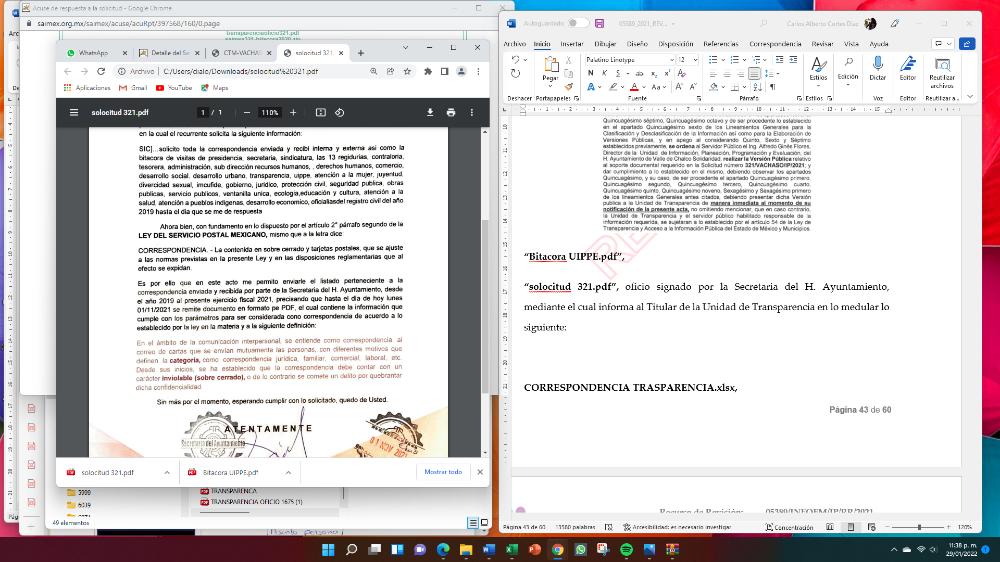 Acuse de respuesta a la solicitud - Google Chrome
saimex.org.mx/saimex/acuse/acuRpt/397568/160/0.page
transparenciaoficio321.pdf
saimex321-bitacora2020.zip
WhatsApp
Detalle del Se
CTM-VACHAS
solocitud 321.
Archivo
C:/Users/dialo/Downloads/solocitud%20321.pdf
Aplicaciones
Gmail
YouTube
Maps
solocitud 321.pdf
1 / 1
110%
en la cual el recurrente solicita la siguiente información:
SIC]...solicito toda la correspondencia enviada y recibi interna y externa asi como la
bitacora de visitas de presidencia, secretaria, sindicatura, las 13 regidurias, contraloria,
tesorera, administración, sub dirección recursos humanos, , derechos humanos, comercio,
desarrollo social. desarrollo urbano, transparencia, uippe, atención a la mujer, juventud,
divercidad sexual, imcufide, gobierno, juridico, protección civil, seguridad publica, obras
publicas, servicio publicos, ventanilla unica, ecologia,educación y cultura, atención a la
salud, atención a pueblos indigenas, desarrollo economico, oficialiasdel registro civil del año
2019 hasta el dia que se me de respuesta
Ahora bien, con fundamento en lo dispuesto por el artículo 2° párrafo segundo de la
LEY DEL SERVICIO POSTAL MEXICANO, mismo que a la letra dice:
CORRESPONDENCIA. - La contenida en sobre cerrado y tarjetas postales, que se ajuste
a las normas previstas en la presente Ley y en las disposiciones reglamentarias que al
efecto se expidan.
Es por ello que en este acto me permito enviarle el listado perteneciente a la
correspondencia enviada y recibida por parte de la Secretaria del H. Ayuntamiento, desde
el año 2019 al presente ejercicio fiscal 2021, precisando que hasta el día de hoy lunes
01/11/2021 se remite documento en formato pe PDF, el cual contiene la información que
cumple con los parámetros para ser considerada cono correspondencia de acuerdo a lo
establecido por la ley en la materia y a la siguiente definición:
En el ámbito de la comunicación interpersonal, se entiende como correspondencia, al
correo de cartas que se envían mutuamente las personas, con diferentes motivos que
definen la categoría, como correspondencia jurídica, familiar, comercial, laboral, etc.
Desde sus inicios, se ha establecido que la correspondencia debe contar con un
carácter inviolable (sobre cerrado), o de lo contrario se comete un delito por quebrantar
dicha confidencialidad.
Sin más por el momento, esperando cumplir con lo solicitado, quedo de Usted.
ATENTAMENTE
Secretaria del Ayuntamiento
01 NOV 2021
solocitud 321.pdf
Bitacora UIPPE.pdf
Mostrar todo
5999
6039
TRANSPARENCA
TRANSPARENCIA OFICIO 1675 (1)
49 elementos
Asunto personal
Autoguardado
05389_2021_REV...
Carlos Alberto Cortes Diaz
Archivo Inicio Insertar Dibujar Diseño Disposición Referencias Correspondencia Revisar Vista Ayuda
Palatino Linotype 12
Pegar
Estilos
Edición
Dictar
Editor
Reutilizar archivos
Deshacer Portapapeles Fuente Párrafo Estilos Voz Editor Reutilizar a...
Quincuagésimo séptimo, Quincuagésimo octavo y de ser procedente lo establecido
en el apartado Quincuagésimo sexto de los Lineamientos Generales para la
Clasificación y Desclasificación de la Información así como para la Elaboración de
Versiones Públicas, y en apego al considerando Quinto, Sexto y Séptimo
establecidos previamente, se ordena al Servidor Público el Ing. Alfredo Ginés Flores,
Director de la Unidad de Información, Planeación, Programación y Evaluación, del
H. Ayuntamiento de Valle de Chalco Solidaridad, realizar la Versión Pública relativo
al soporte documental requerido en la Solicitud número 321/VACHASO/IP/2021; y
dar cumplimiento a lo establecido en el mismo, debiendo observar los apartados
Quincuagésimo, y su caso, de ser procedente el apartado Quincuagésimo primero,
Quincuagésimo segundo, Quincuagésimo tercero, Quincuagésimo cuarto,
Quincuagésimo quinto, Quincuagésimo noveno, Sexagésimo y Sexagésimo primero
de los lineamientos Generales antes citados, debiendo presentar dicha Versión
publica a la Unidad de Transparencia de manera inmediata al momento de su
notificación de la presente acta, no omitiendo mencionar, que en caso contrario,
la Unidad de Transparencia y el servidor público habilitado responsable de la
información requerida, se sujetaran a lo establecido por el artículo 54 de la Ley de
Transparencia y Acceso a la Información Pública del Estado de México y Municipios.
“Bitacora UIPPE.pdf”,
“solocitud 321.pdf”, oficio signado por la Secretaria del H. Ayuntamiento,
mediante el cual informa al Titular de la Unidad de Transparencia en lo medular lo
siguiente:
CORRESPONDENCIA TRASPARENCIA.xlsx,
Página 43 de 60
Recurso de Revisión: 05389/INFOEM/IP/RR/2021
Página 43 de 60
13580 palabras
Accesibilidad: es necesario investigar
Concentración
120%
11:38 p. m.
29/01/2022